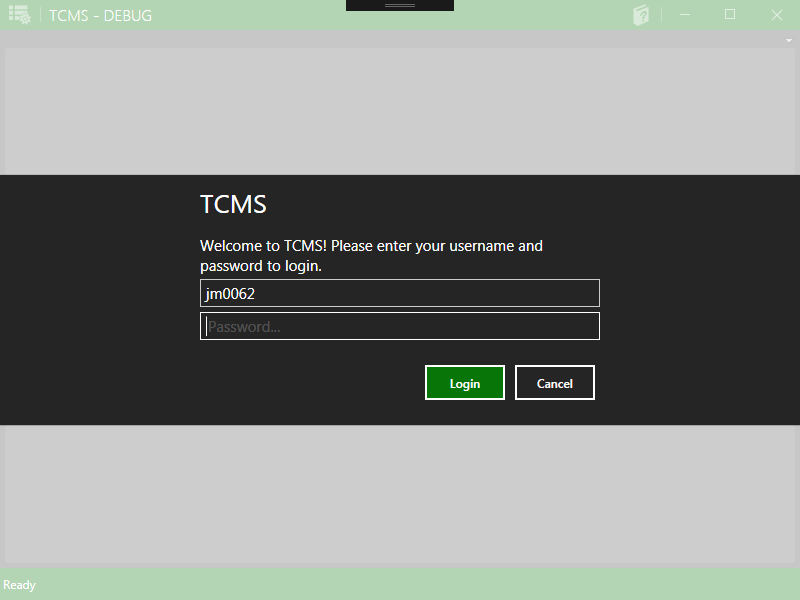 TCMS - DEBUG
?
TCMS
Welcome to TCMS! Please enter your username and
password to login.
jm0062
Password...
Login
Cancel
Ready